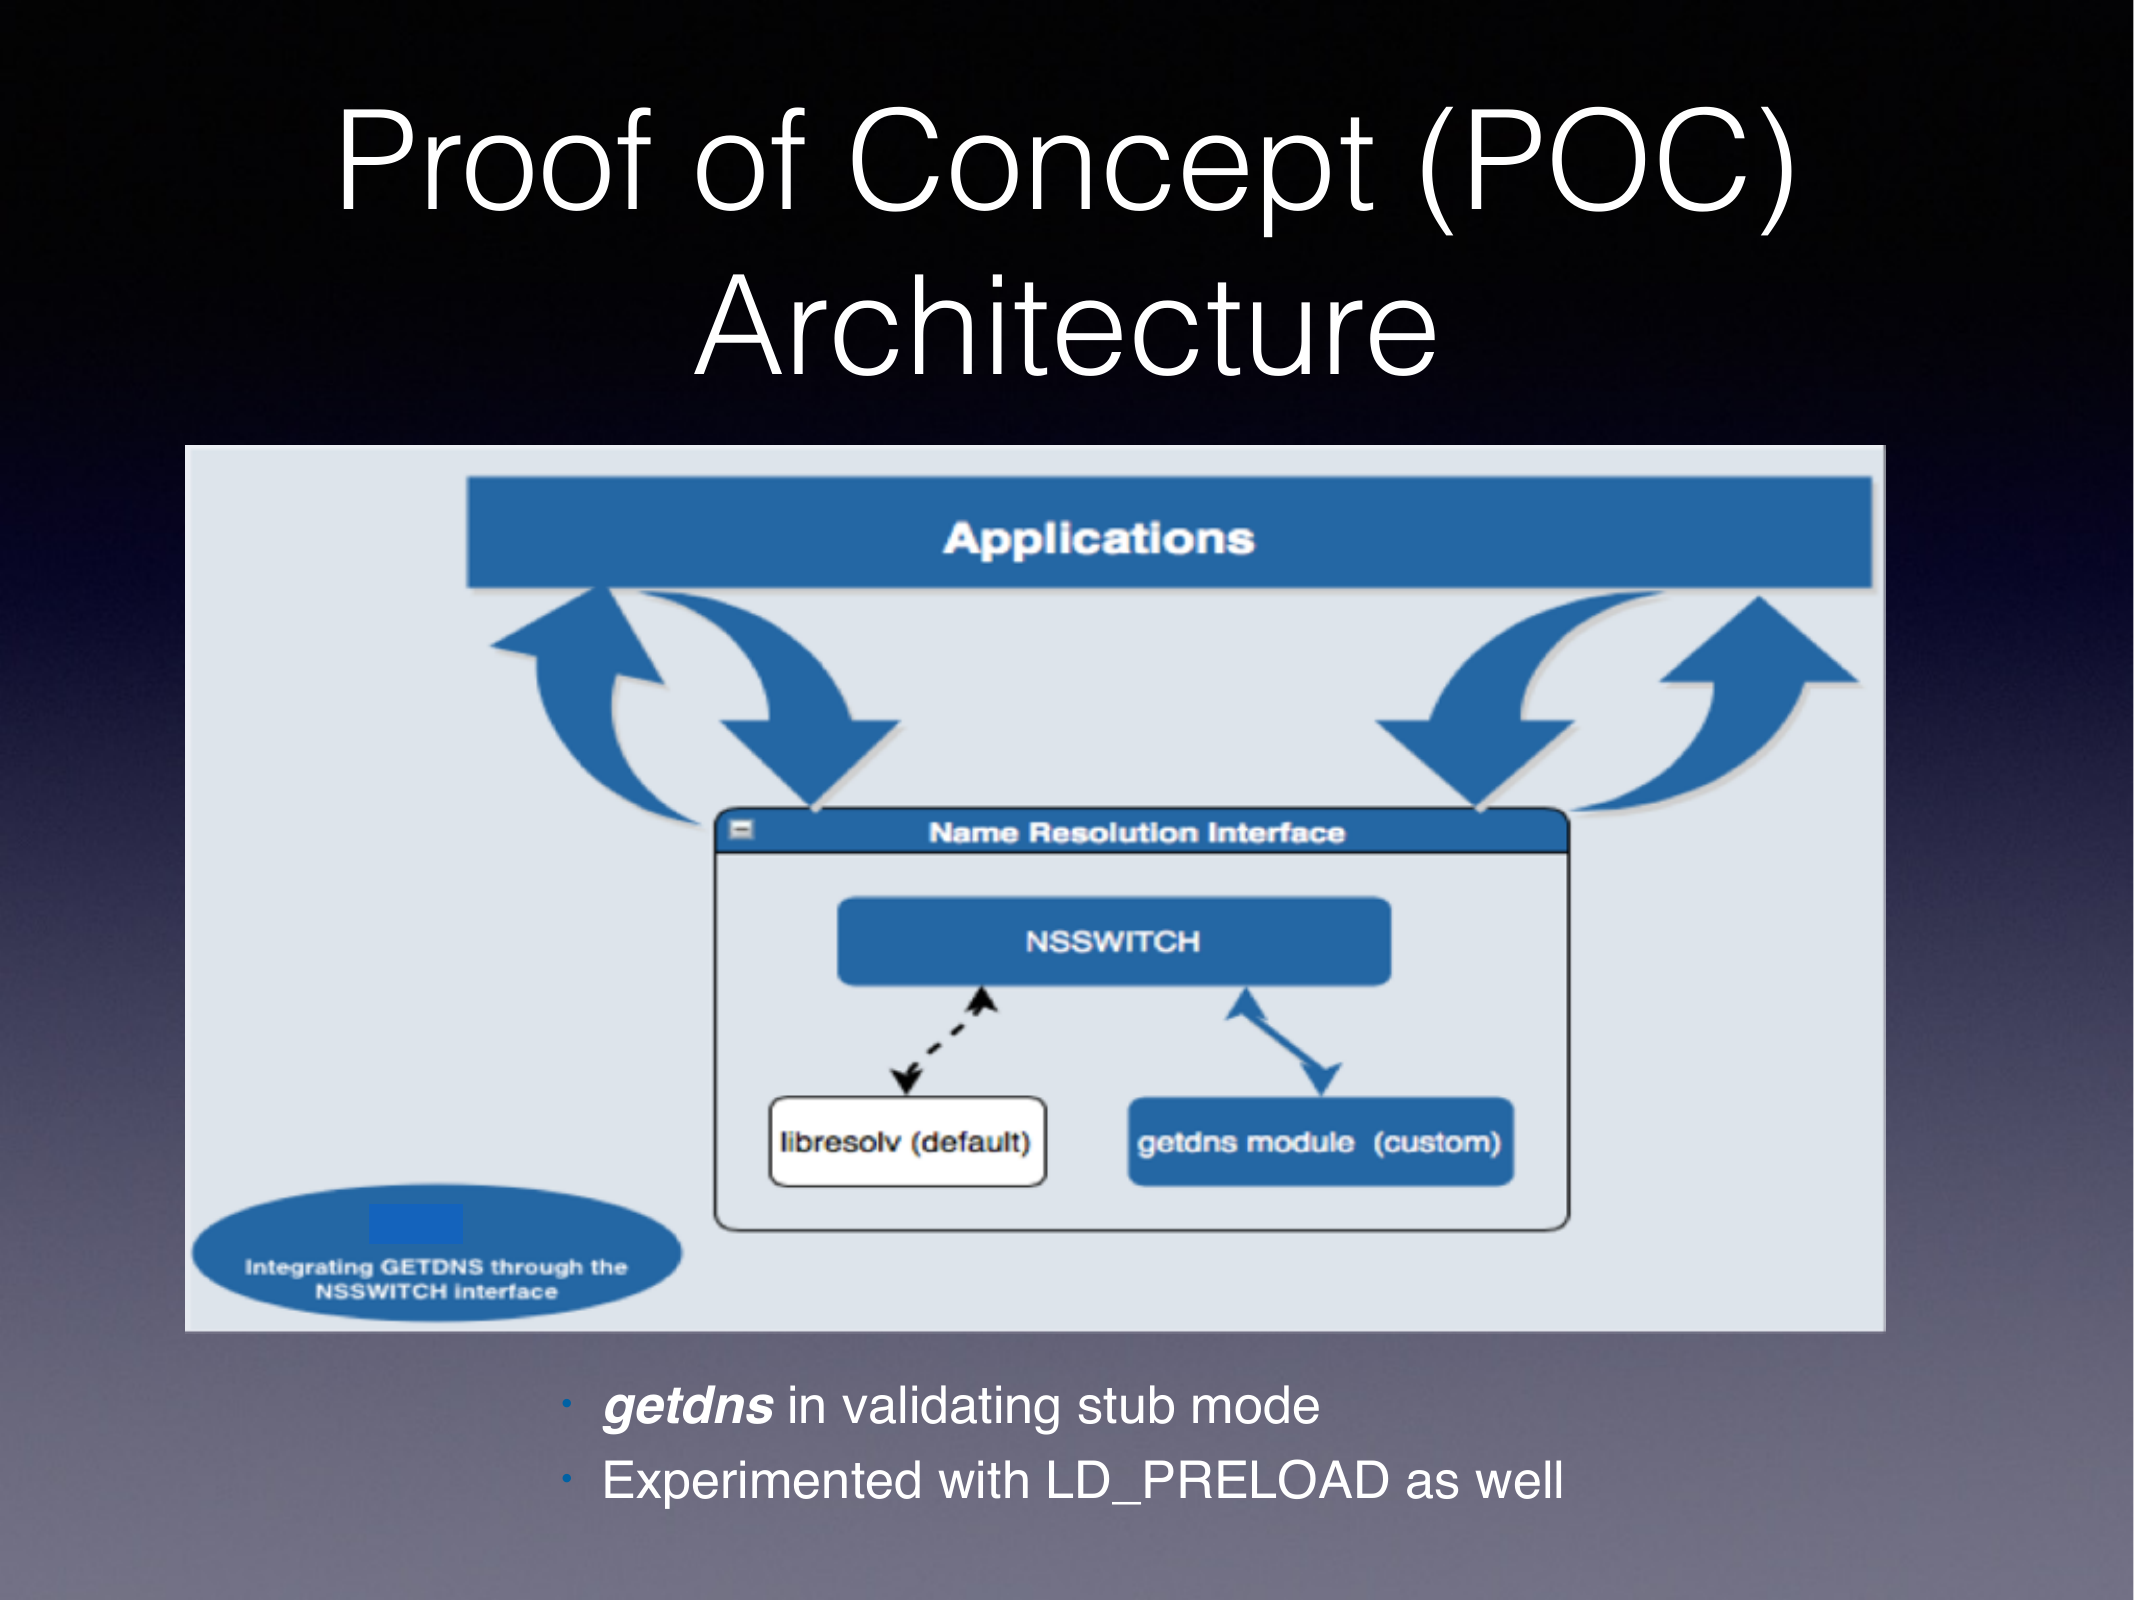 Proof of Concept (POC)
Architecture
Applications
Name Resolution Interface
NSSWITCH
libresolv (default)
getdns module (custom)
Integrating GETDNS through the
NSSWITCH interface
• getdns in validating stub mode
• Experimented with LD_PRELOAD as well